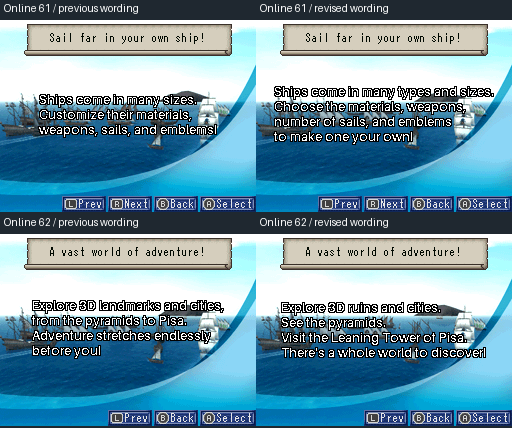 Online 61 / previous wording
Sail far in your own ship!
Ships come in many sizes.
Customize their materials,
weapons, sails, and emblems!
L Prev R Next B Back A Select
Online 61 / revised wording
Sail far in your own ship!
Ships come in many types and sizes.
Choose the materials, weapons,
number of sails, and emblems
to make one your own!
L Prev R Next B Back A Select
Online 62 / previous wording
A vast world of adventure!
Explore 3D landmarks and cities,
from the pyramids to Pisa.
Adventure stretches endlessly
before you!
L Prev B Back A Select
Online 62 / revised wording
A vast world of adventure!
Explore 3D ruins and cities.
See the pyramids.
Visit the Leaning Tower of Pisa.
There's a whole world to discover!
L Prev B Back A Select